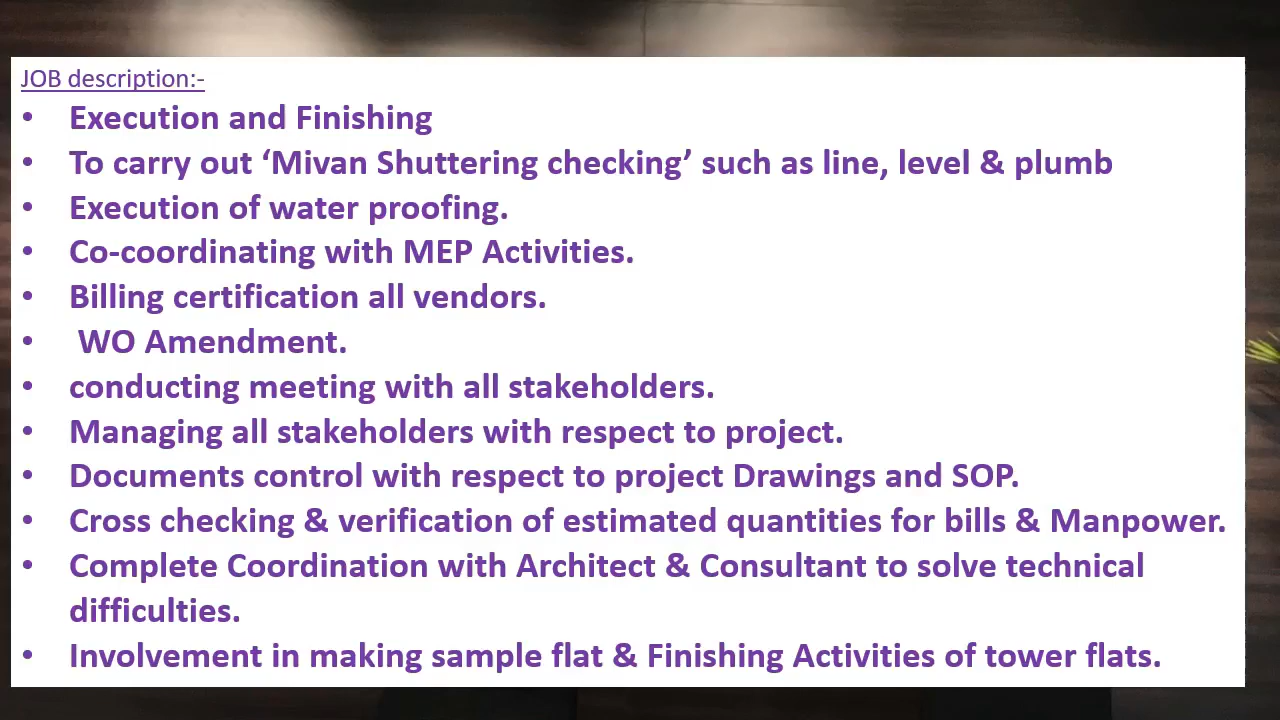 JOB description:-
• Execution and Finishing
• To carry out ‘Mivan Shuttering checking’ such as line, level & plumb
• Execution of water proofing.
• Co-coordinating with MEP Activities.
• Billing certification all vendors.
• WO Amendment.
• conducting meeting with all stakeholders.
• Managing all stakeholders with respect to project.
• Documents control with respect to project Drawings and SOP.
• Cross checking & verification of estimated quantities for bills & Manpower.
• Complete Coordination with Architect & Consultant to solve technical
difficulties.
• Involvement in making sample flat & Finishing Activities of tower flats.